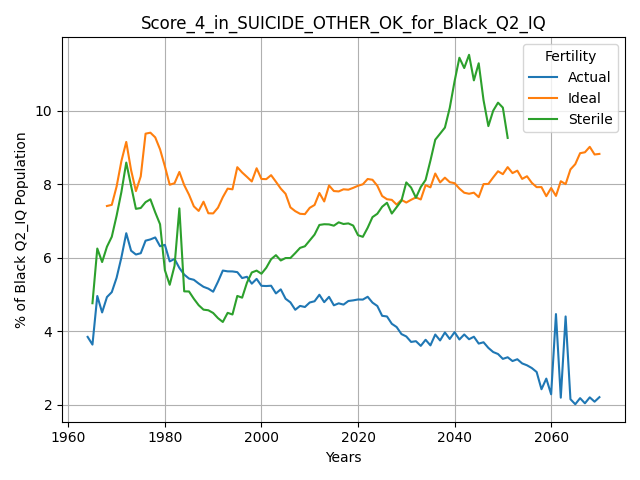 Score_4_in_SUICIDE_OTHER_OK_for_Black_Q2_IQ
% of Black Q2_IQ Population
10
8
6
4
2
Fertility
Actual
Ideal
Sterile
1960
1980
2000
2020
2040
2060
Years